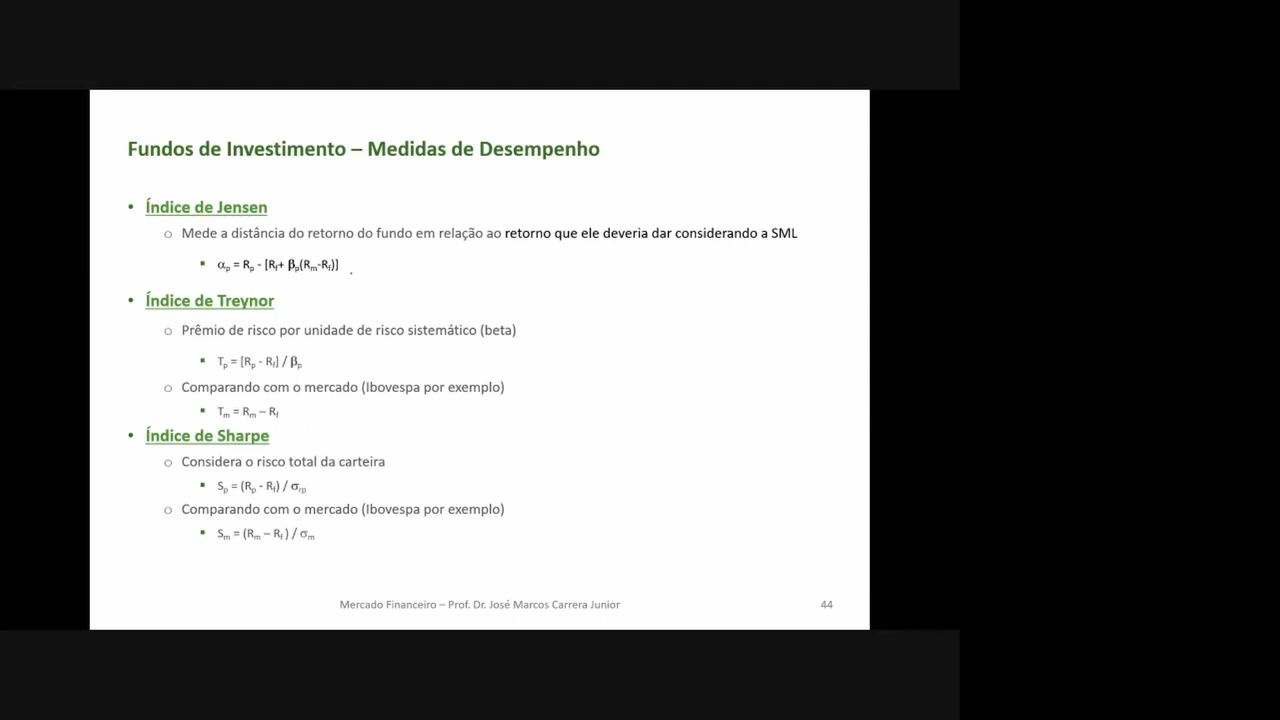 Fundos de Investimento – Medidas de Desempenho
• Índice de Jensen
○ Mede a distância do retorno do fundo em relação ao retorno que ele deveria dar considerando a SML
▪ αp = Rp - [Rf+ βp(Rm-Rf)]
• Índice de Treynor
○ Prêmio de risco por unidade de risco sistemático (beta)
▪ Tp = [Rp - Rf] / βp
○ Comparando com o mercado (Ibovespa por exemplo)
▪ Tm = Rm – Rf
• Índice de Sharpe
○ Considera o risco total da carteira
▪ Sp = (Rp - Rf) / σrp
○ Comparando com o mercado (Ibovespa por exemplo)
▪ Sm = (Rm – Rf ) / σm
Mercado Financeiro – Prof. Dr. José Marcos Carrera Junior
44